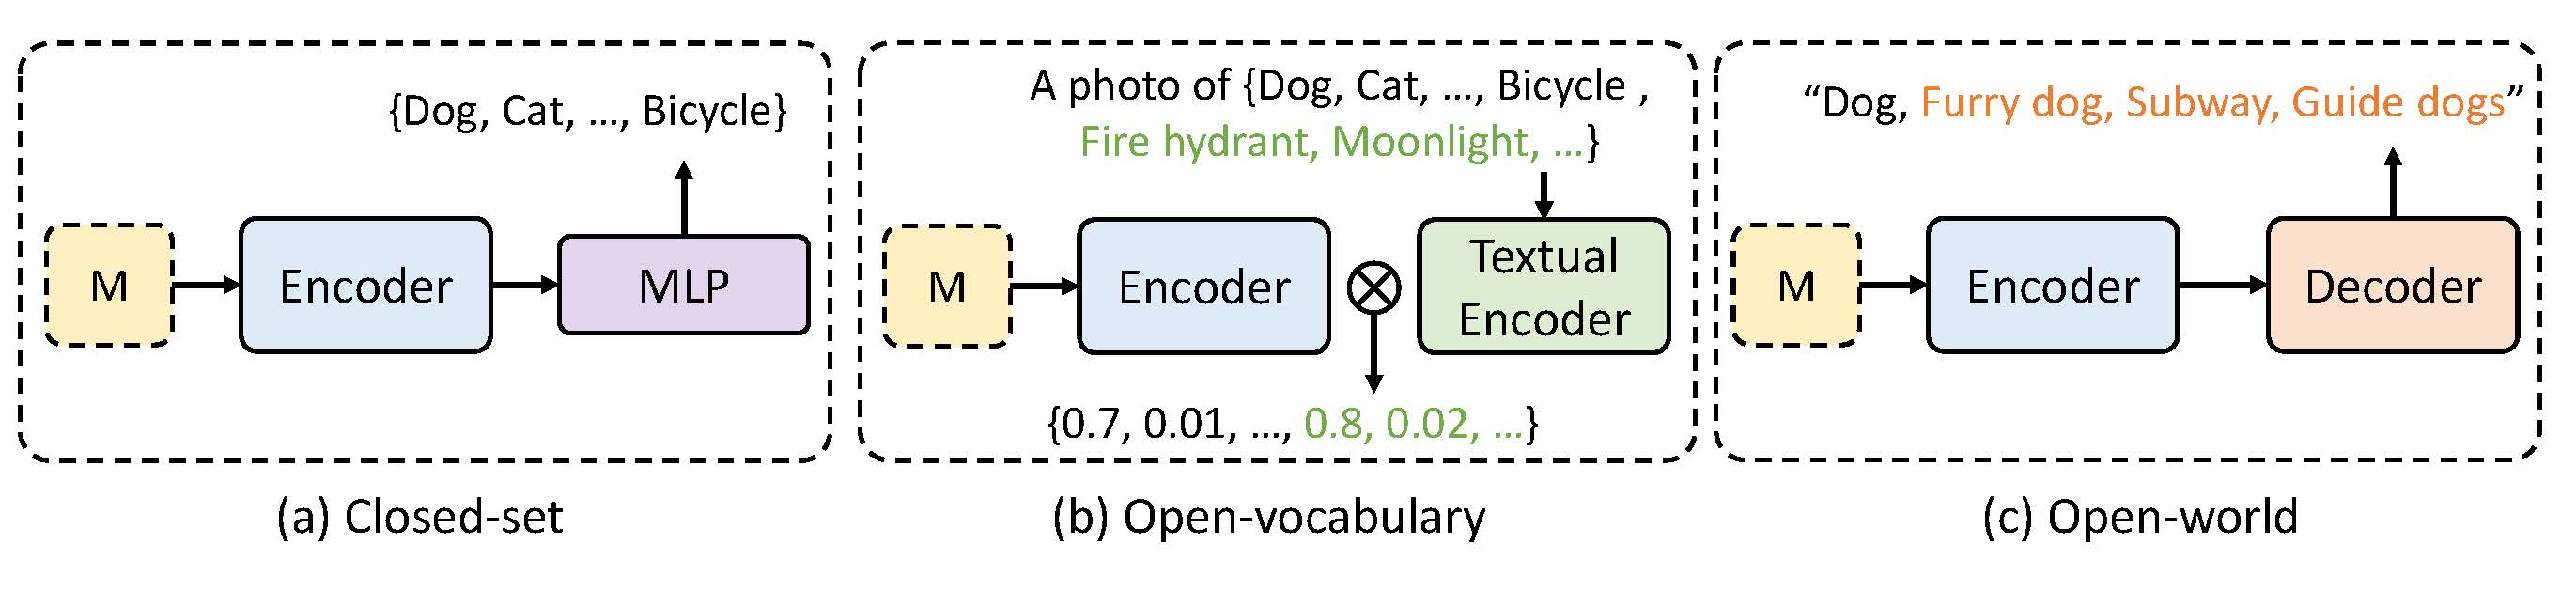 {Dog, Cat, ..., Bicycle}
M
Encoder
MLP
(a) Closed-set
A photo of {Dog, Cat, ..., Bicycle ,
Fire hydrant, Moonlight, ...}
M
Encoder
Textual
Encoder
{0.7, 0.01, ..., 0.8, 0.02, ...}
(b) Open-vocabulary
“Dog, Furry dog, Subway, Guide dogs”
M
Encoder
Decoder
(c) Open-world